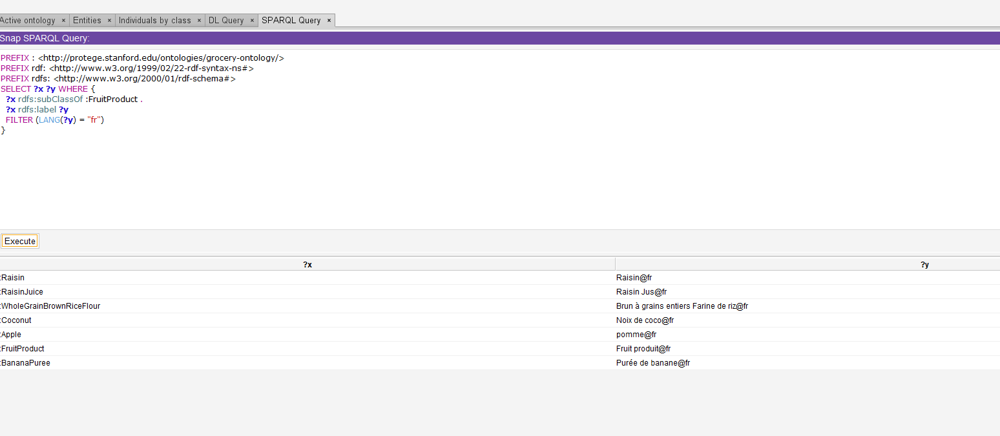 Active ontology × Entities × Individuals by class × DL Query × SPARQL Query ×
Snap SPARQL Query:
PREFIX : <http://protege.stanford.edu/ontologies/grocery-ontology/>
PREFIX rdf: <http://www.w3.org/1999/02/22-rdf-syntax-ns#>
PREFIX rdfs: <http://www.w3.org/2000/01/rdf-schema#>
SELECT ?x ?y WHERE {
?x rdfs:subClassOf :FruitProduct .
?x rdfs:label ?y
FILTER (LANG(?y) = "fr")
}
Execute
?x ?y
:Raisin Raisin@fr
:RaisinJuice Raisin Jus@fr
:WholeGrainBrownRiceFlour Brun à grains entiers Farine de riz@fr
:Coconut Noix de coco@fr
:Apple pomme@fr
:FruitProduct Fruit produit@fr
:BananaPuree Purée de banane@fr